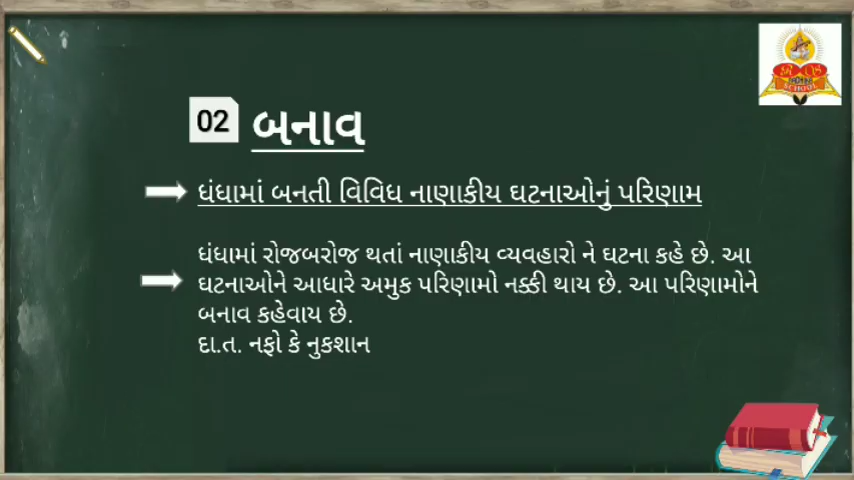 02 બનાવ
ધંધામાં બનતી વિવિધ નાણાકીય ઘટનાઓનું પરિણામ
ધંધામાં રોજબરોજ થતાં નાણાકીય વ્યવહારો ને ઘટના કહે છે. આ
ઘટનાઓને આધારે અમુક પરિણામો નક્કી થાય છે. આ પરિણામોને
બનાવ કહેવાય છે.
દા.ત. નફો કે નુકશાન
SCHOOL